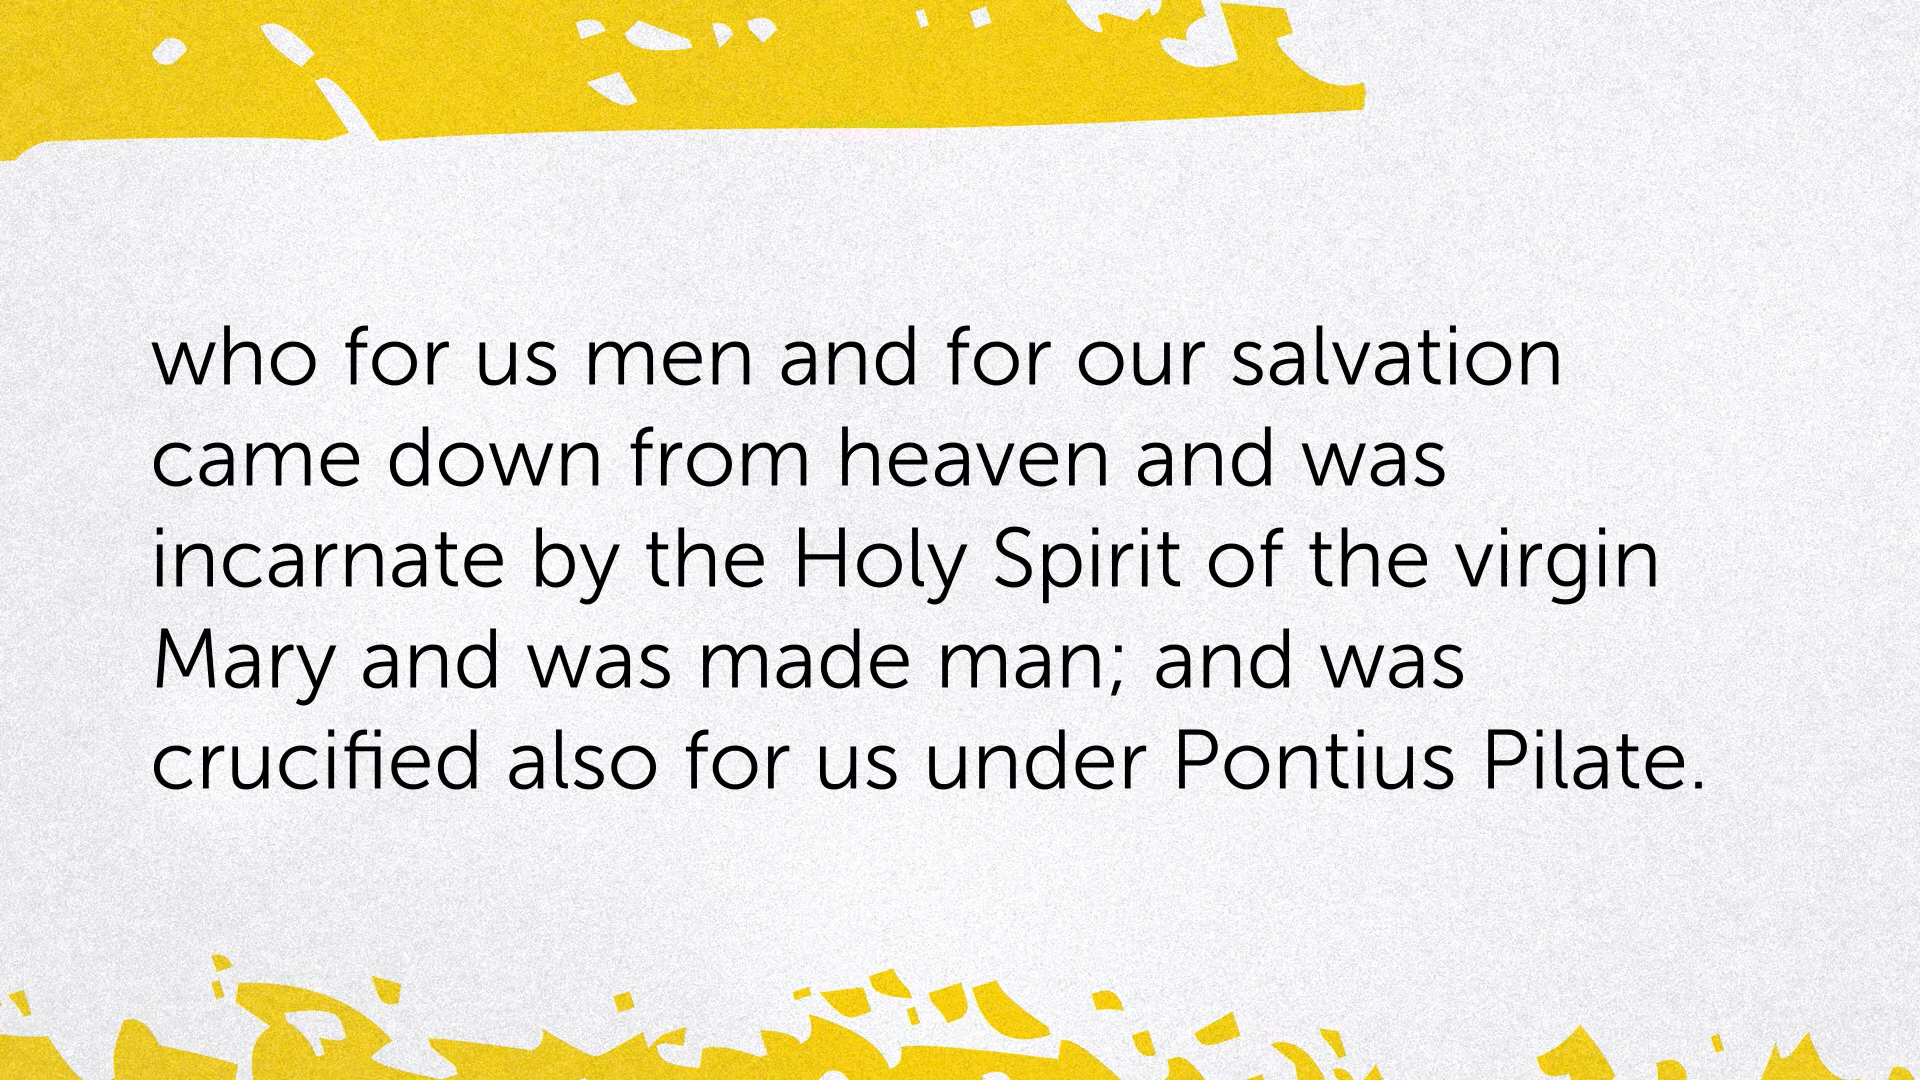 who for us men and for our salvation
came down from heaven and was
incarnate by the Holy Spirit of the virgin
Mary and was made man; and was
crucified also for us under Pontius Pilate.